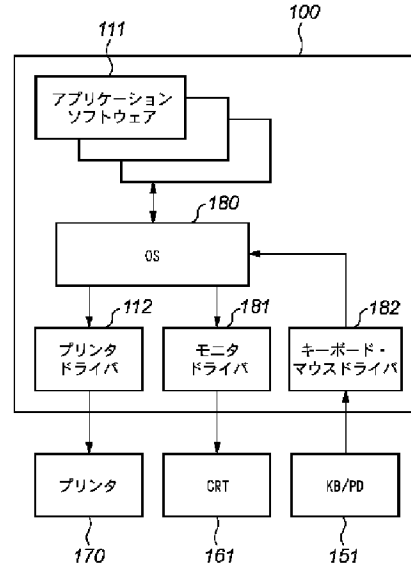 100
111
アプリケーション
ソフトウェア
180
OS
112
181
182
プリンタ
ドライバ
モニタ
ドライバ
キーボード・
マウスドライバ
プリンタ
CRT
KB/PD
170
161
151